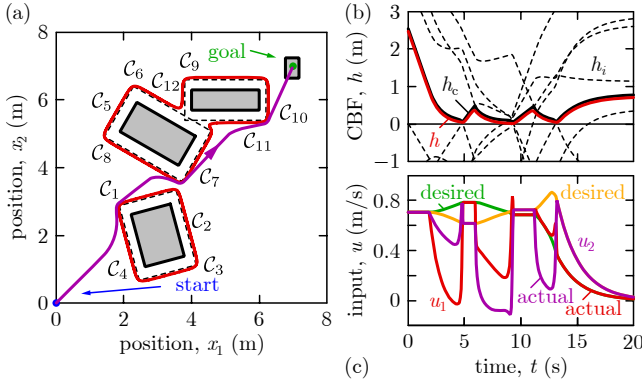 (a)
8
6
4
2
0
0
2
4
6
8
position, x₂ (m)
position, x₁ (m)
goal
start
C₉
C₁₂
C₆
C₅
C₈
C₁₀
C₁₁
C₇
C₁
C₂
C₃
C₄
(b)
3
2
1
0
−1
CBF, h (m)
h_c
h
h_i
0.8
0.4
0
input, u (m/s)
desired
desired
u₁
u₂
actual
actual
0
5
10
15
20
(c)
time, t (s)